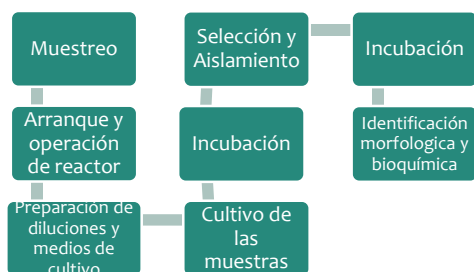 Muestreo
Arranque y
operación
de reactor
Preparación de
diluciones y
medios de
cultivo
Cultivo de
las
muestras
Incubación
Selección y
Aislamiento
Incubación
Identificación
morfologica y
bioquímica